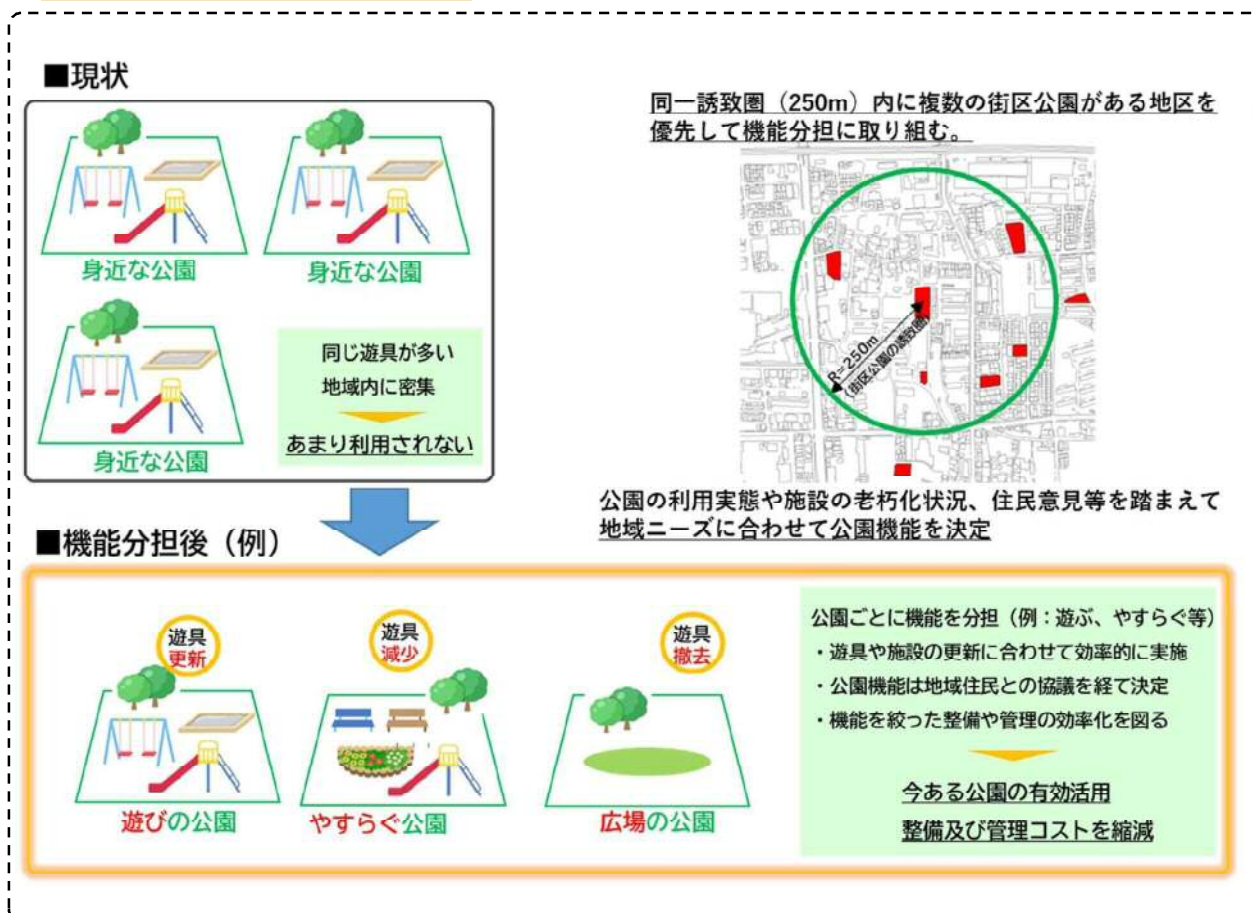 ■現状
身近な公園
身近な公園
身近な公園
同じ遊具が多い
地域内に密集
あまり利用されない
同一誘致圏（250m）内に複数の街区公園がある地区を
優先して機能分担に取り組む。
R=250m
（街区公園の誘致圏）
公園の利用実態や施設の老朽化状況、住民意見等を踏まえて
地域ニーズに合わせて公園機能を決定
■機能分担後（例）
遊具
更新
遊びの公園
遊具
減少
やすらぐ公園
遊具
撤去
広場の公園
公園ごとに機能を分担（例：遊ぶ、やすらぐ等）
・遊具や施設の更新に合わせて効率的に実施
・公園機能は地域住民との協議を経て決定
・機能を絞った整備や管理の効率化を図る
今ある公園の有効活用
整備及び管理コストを縮減